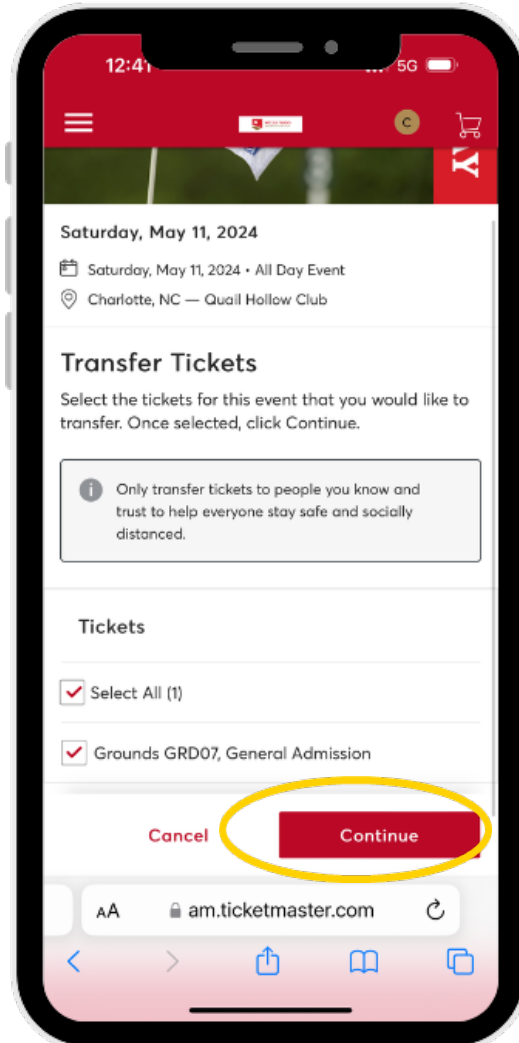 12:41
5G
C
Saturday, May 11, 2024
Saturday, May 11, 2024 • All Day Event
Charlotte, NC — Quail Hollow Club
Transfer Tickets
Select the tickets for this event that you would like to
transfer. Once selected, click Continue.
Only transfer tickets to people you know and
trust to help everyone stay safe and socially
distanced.
Tickets
Select All (1)
Grounds GRD07, General Admission
Cancel
Continue
AA
am.ticketmaster.com